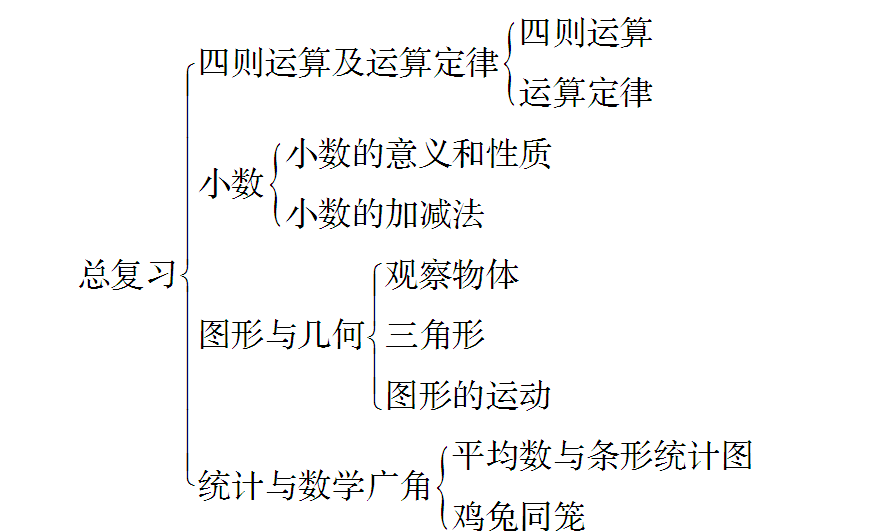 总复习
四则运算及运算定律
四则运算
运算定律
小数
小数的意义和性质
小数的加减法
图形与几何
观察物体
三角形
图形的运动
统计与数学广角
平均数与条形统计图
鸡兔同笼